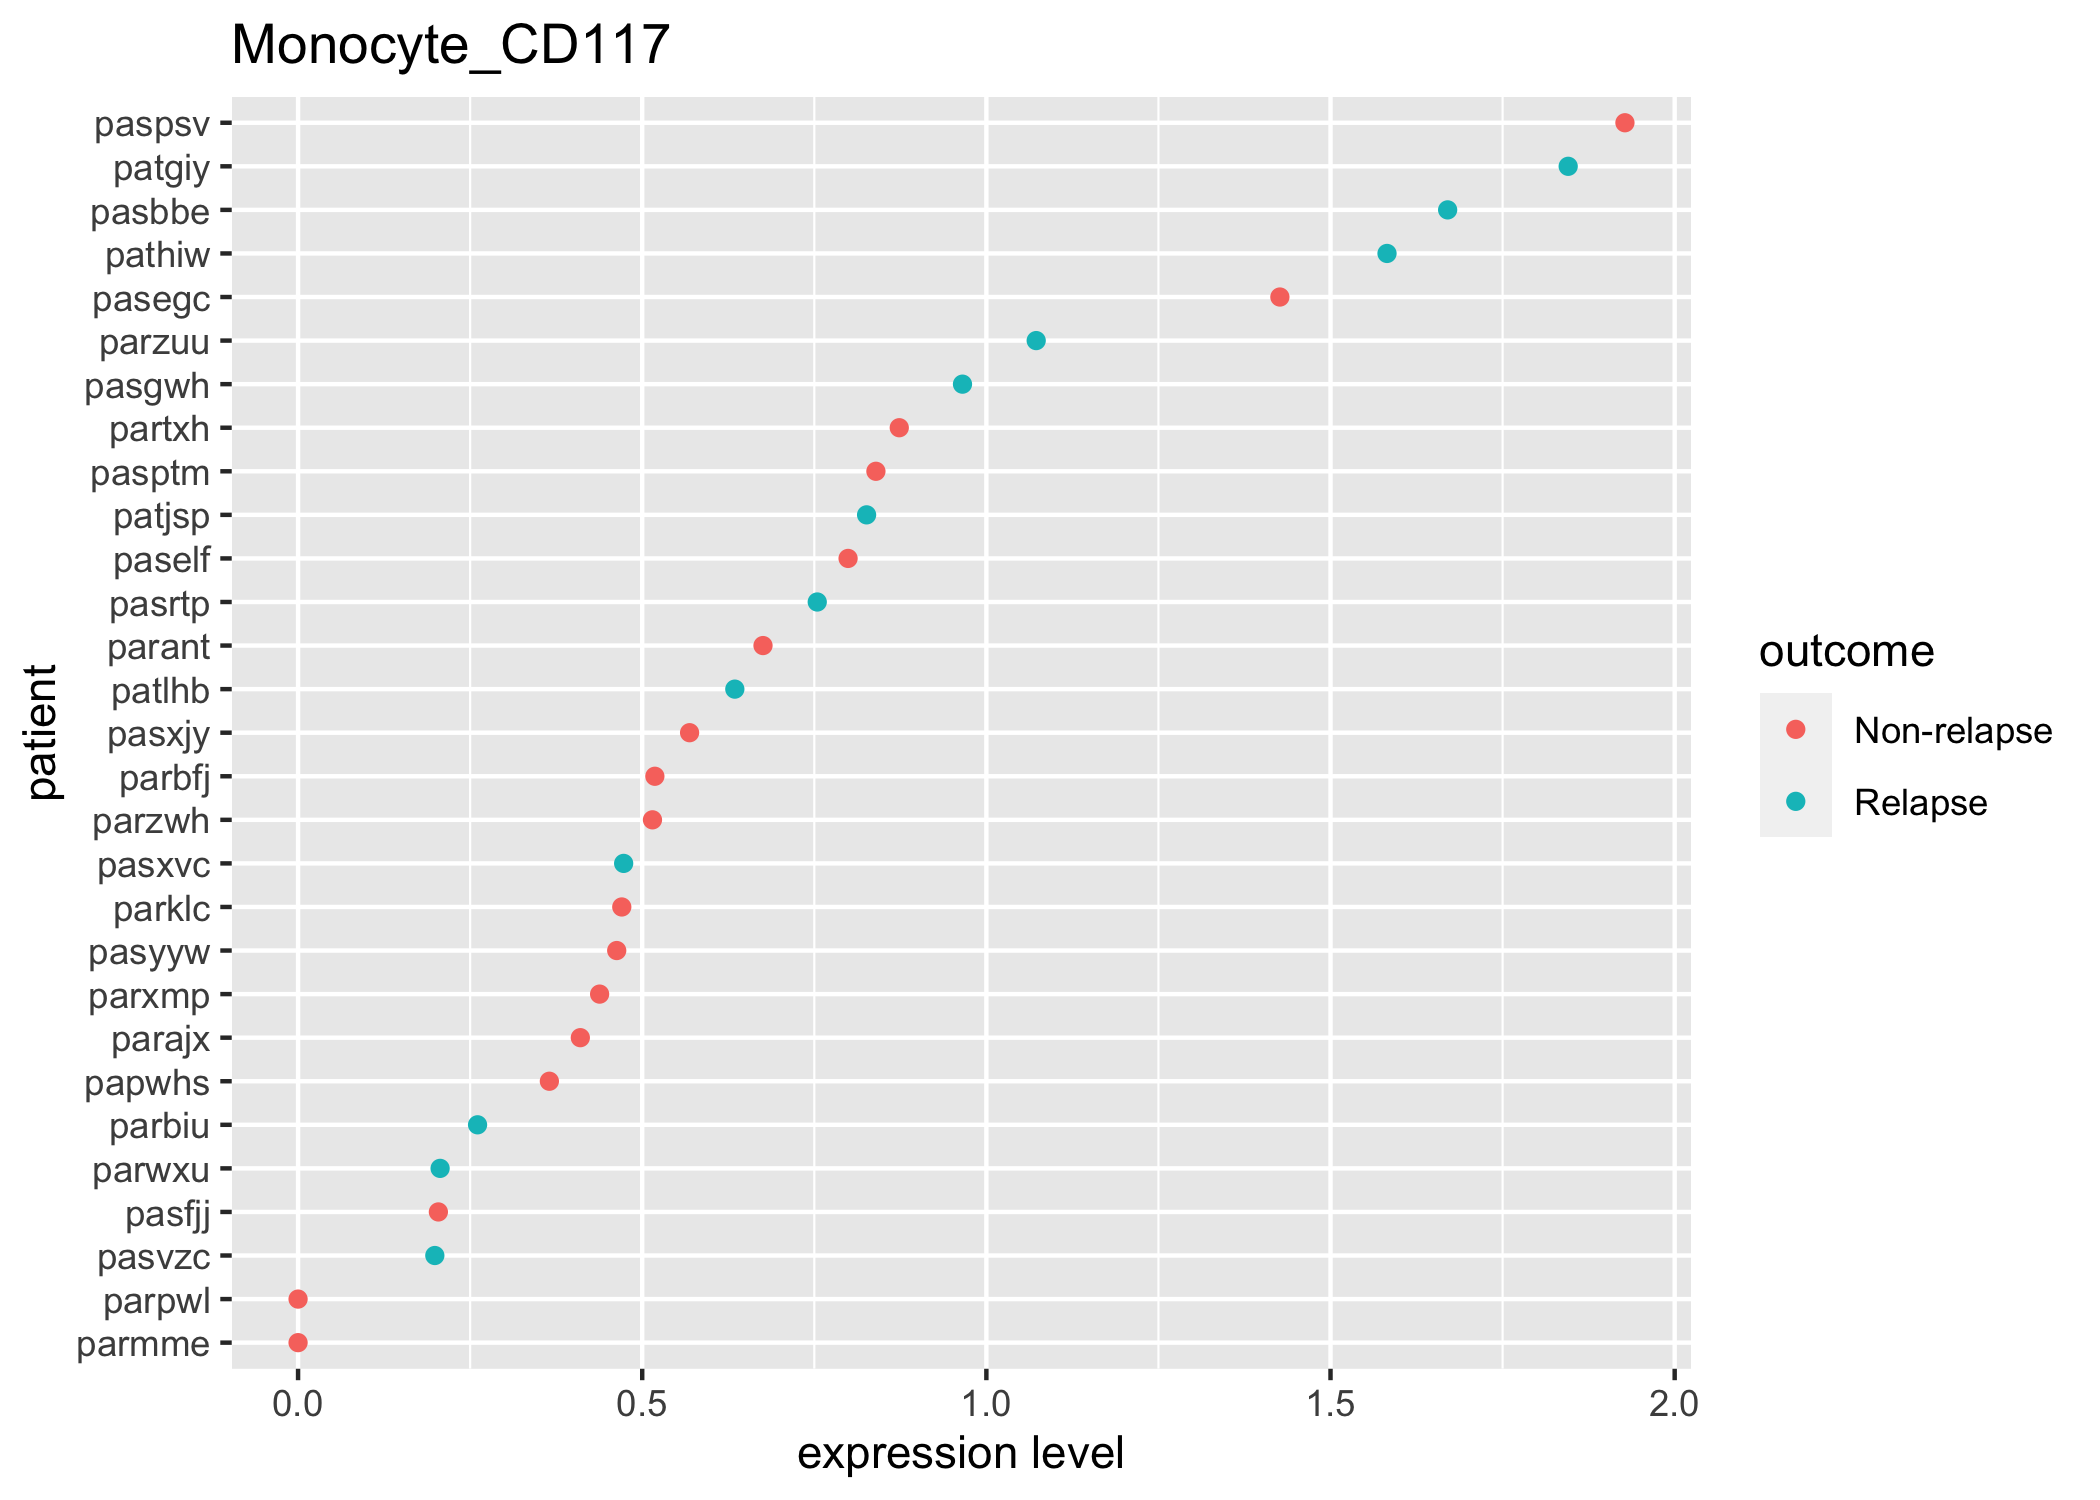 Monocyte_CD117
paspsv
patgiy
pasbbe
pathiw
pasegc
parzuu
pasgwh
partxh
pasptm
patjsp
paself
pasrtp
parant
patlhb
pasxjy
parbfj
parzwh
pasxvc
parklc
pasyyw
parxmp
parajx
papwhs
parbiu
parwxu
pasfjj
pasvzc
parpwl
parmme
patient
0.0 0.5 1.0 1.5 2.0
expression level
outcome
Non-relapse
Relapse